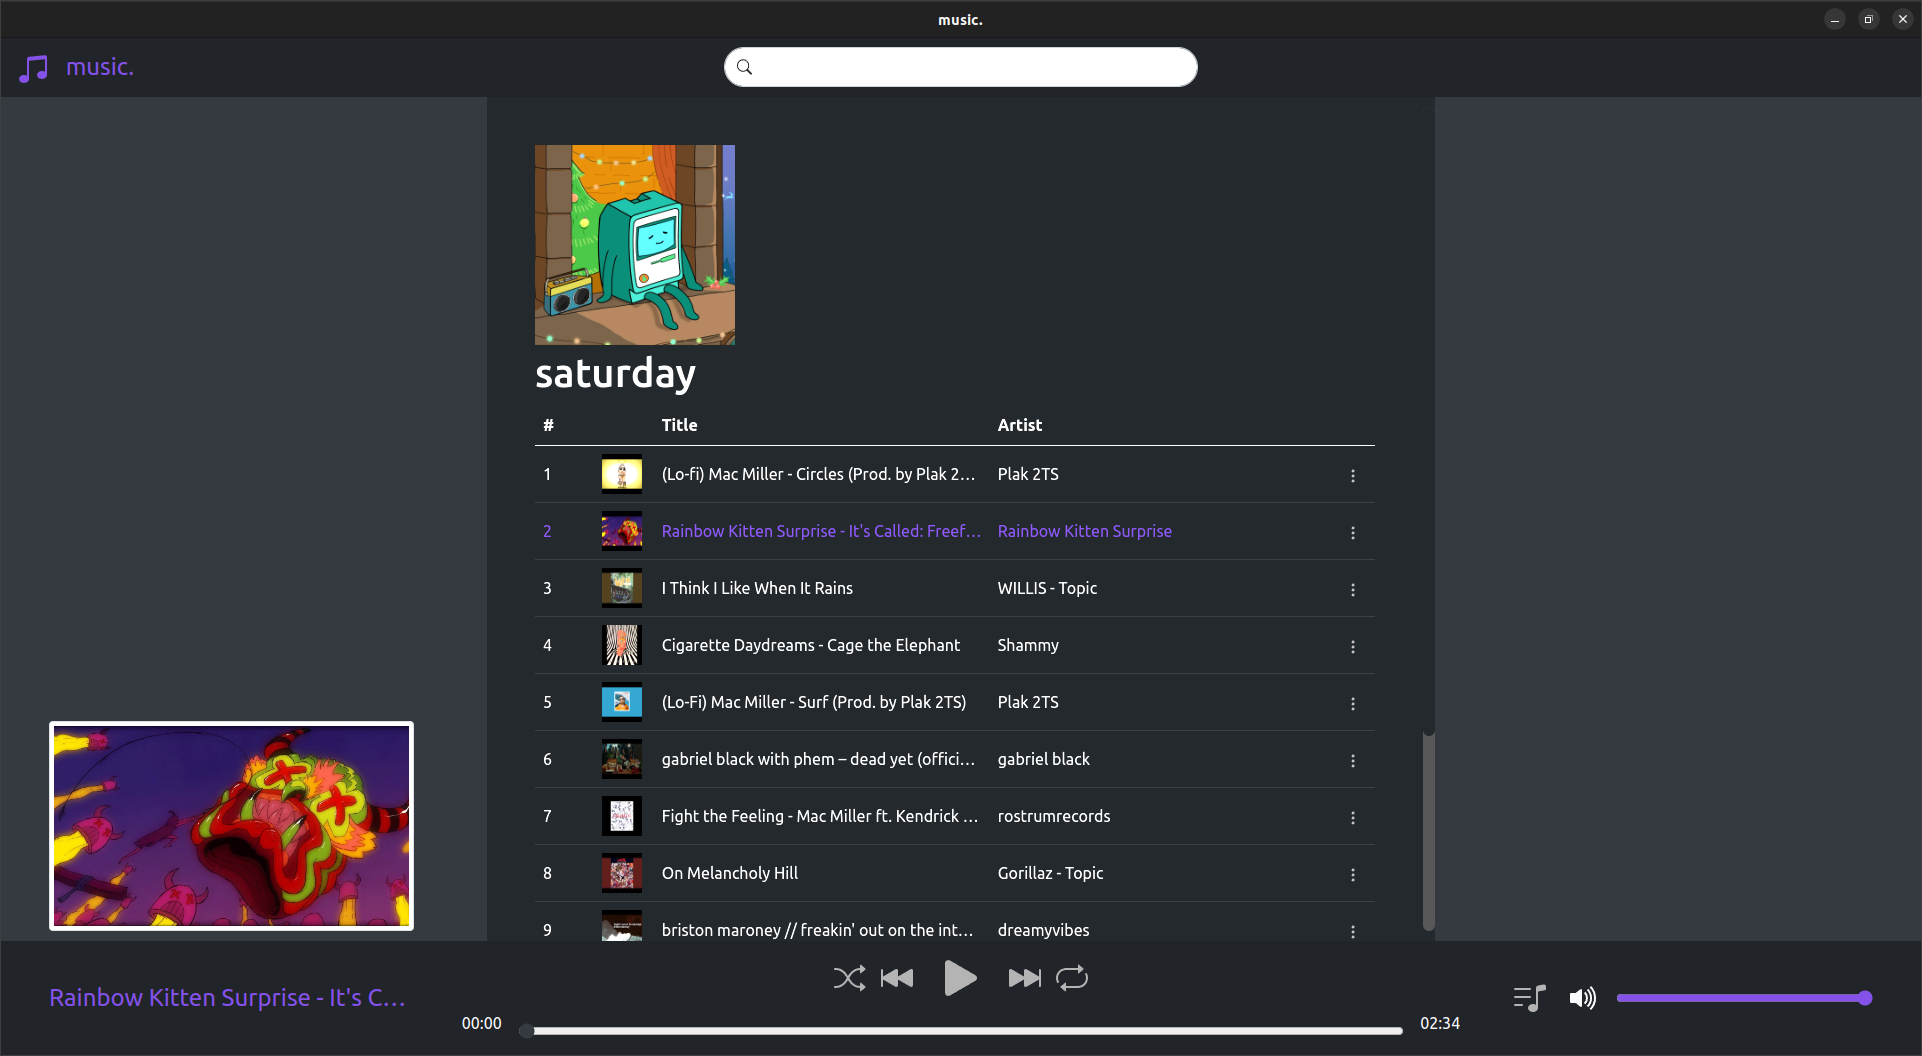 music.
music.
saturday
# Title Artist
1 (Lo-fi) Mac Miller - Circles (Prod. by Plak 2... Plak 2TS
2 Rainbow Kitten Surprise - It's Called: Freef... Rainbow Kitten Surprise
3 I Think I Like When It Rains WILLIS - Topic
4 Cigarette Daydreams - Cage the Elephant Shammy
5 (Lo-Fi) Mac Miller - Surf (Prod. by Plak 2TS) Plak 2TS
6 gabriel black with phem – dead yet (offici... gabriel black
7 Fight the Feeling - Mac Miller ft. Kendrick ... rostrumrecords
8 On Melancholy Hill Gorillaz - Topic
9 briston maroney // freakin' out on the int... dreamyvibes
Rainbow Kitten Surprise - It's C...
00:00 02:34